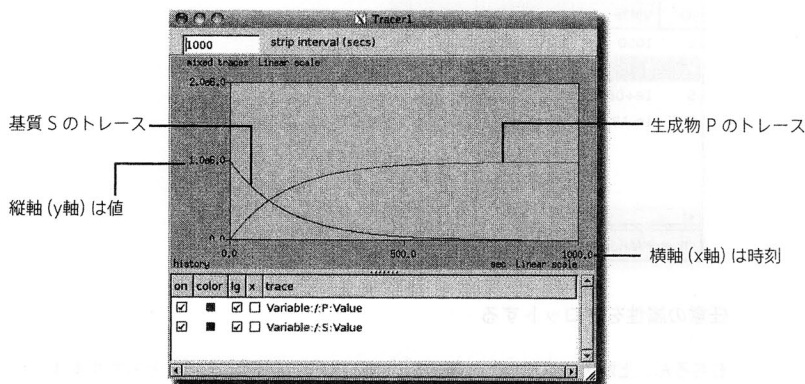 Tracer1
1000 strip interval (secs)
mixed traces Linear scale
2.0e6.0
基質 S のトレース
生成物 P のトレース
1.0e6.0
縦軸 (y軸) は値
0.0
0.0 500.0 1000.0
横軸 (x軸) は時刻
history sec Linear scale
on color lg x trace
Variable:/:P:Value
Variable:/:S:Value